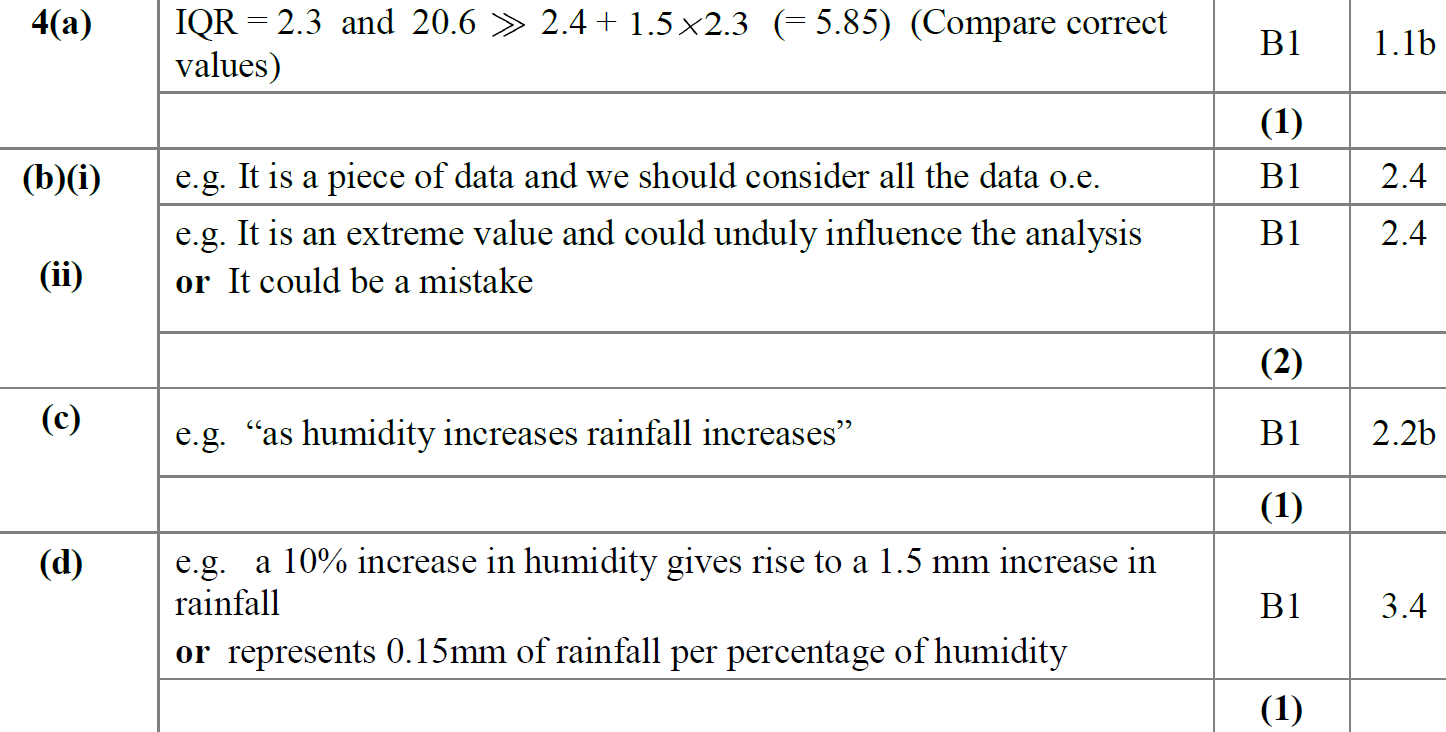 4(a) IQR = 2.3 and 20.6 ≫ 2.4 + 1.5×2.3 (= 5.85) (Compare correct B1 1.1b
values)
(1)
(b)(i) e.g. It is a piece of data and we should consider all the data o.e. B1 2.4
e.g. It is an extreme value and could unduly influence the analysis B1 2.4
(ii) or It could be a mistake
(2)
(c) e.g. “as humidity increases rainfall increases” B1 2.2b
(1)
(d) e.g. a 10% increase in humidity gives rise to a 1.5 mm increase in
rainfall B1 3.4
or represents 0.15mm of rainfall per percentage of humidity
(1)